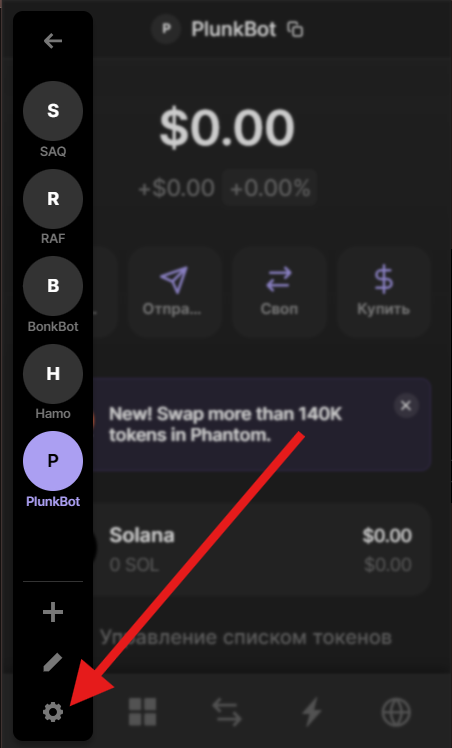 P PlunkBot
S
SAQ
R
RAF
B
BonkBot
H
Hamo
P
PlunkBot
$0.00
+$0.00 +0.00%
Отпра...
Своп
Купить
New! Swap more than 140K
tokens in Phantom.
Solana $0.00
0 SOL $0.00
Управление списком токенов